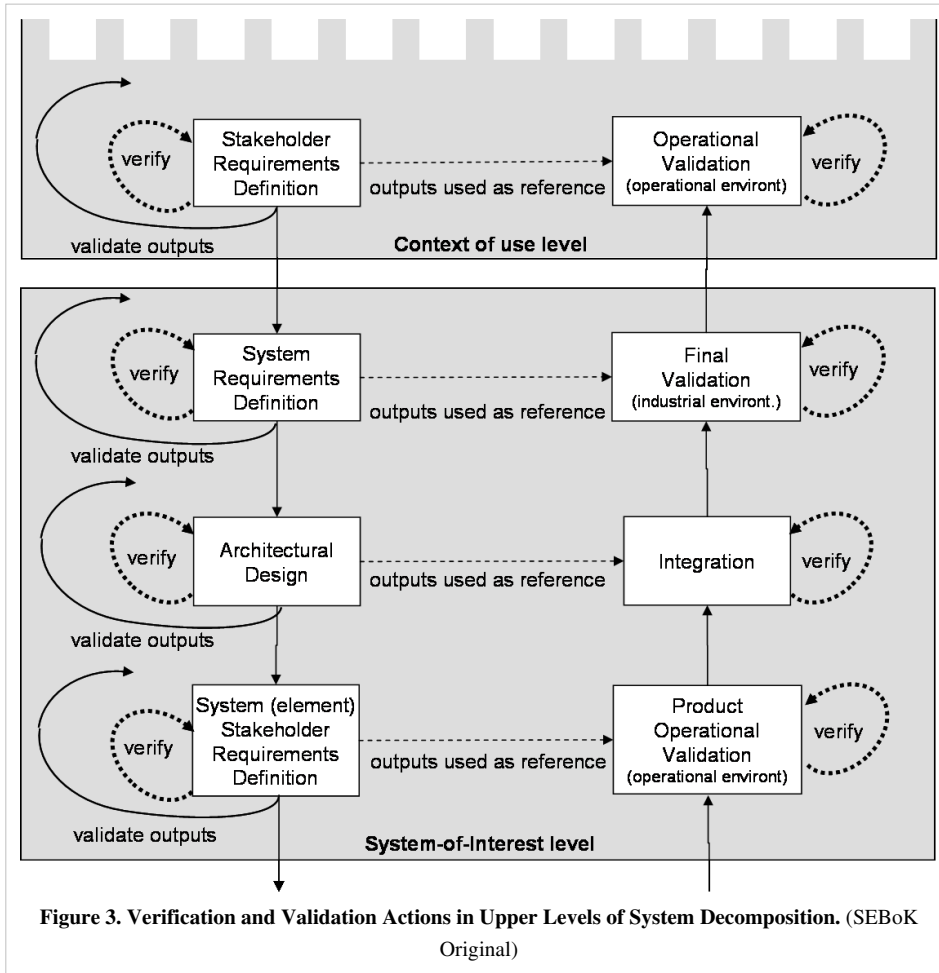 Stakeholder
Requirements
Definition
verify
validate outputs
outputs used as reference
Operational
Validation
(operational environt)
verify
Context of use level
System
Requirements
Definition
verify
validate outputs
outputs used as reference
Final
Validation
(industrial environt.)
verify
Architectural
Design
verify
validate outputs
outputs used as reference
Integration
verify
System (element)
Stakeholder
Requirements
Definition
verify
validate outputs
outputs used as reference
Product
Operational
Validation
(operational environt)
verify
System-of-Interest level
Figure 3. Verification and Validation Actions in Upper Levels of System Decomposition. (SEBoK
Original)